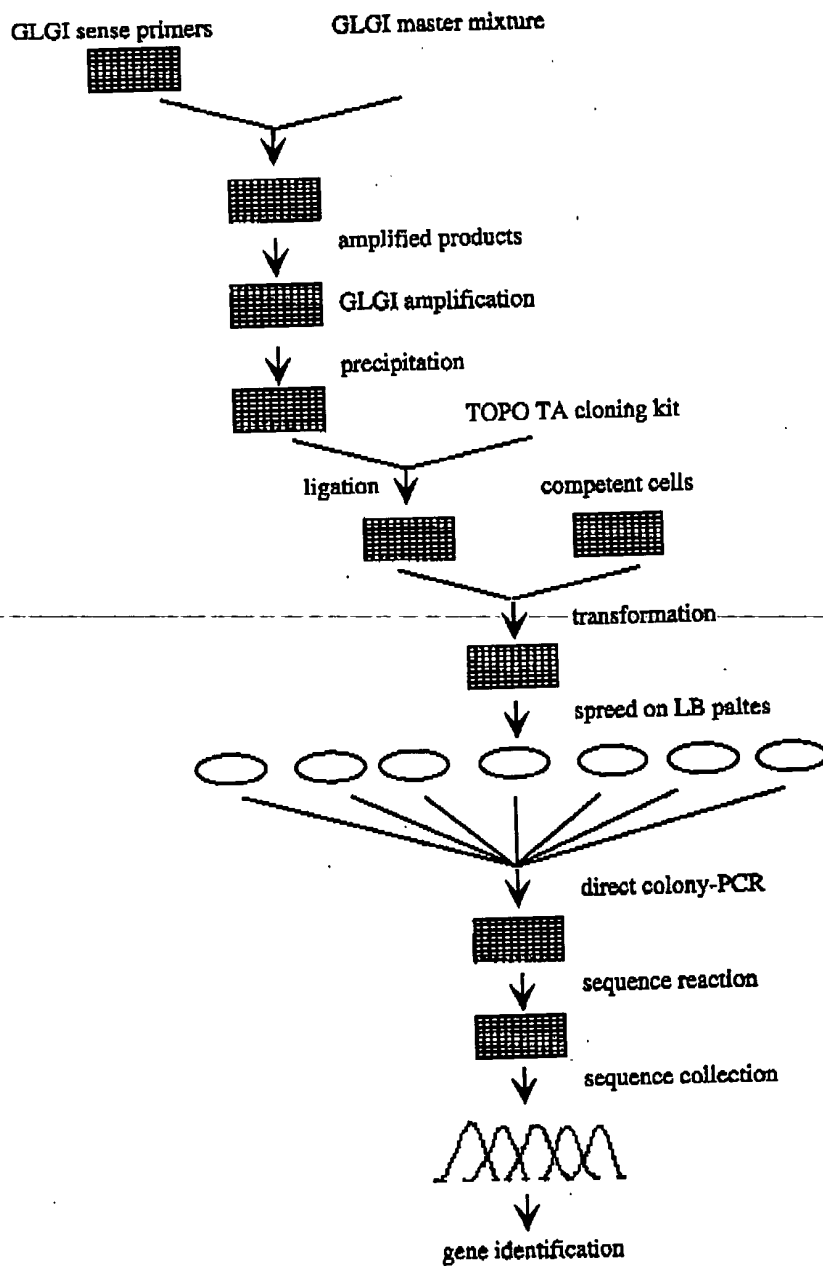 GLGI sense primers
GLGI master mixture
amplified products
GLGI amplification
precipitation
TOPO TA cloning kit
ligation
competent cells
transformation
spreed on LB paltes
direct colony-PCR
sequence reaction
sequence collection
gene identification